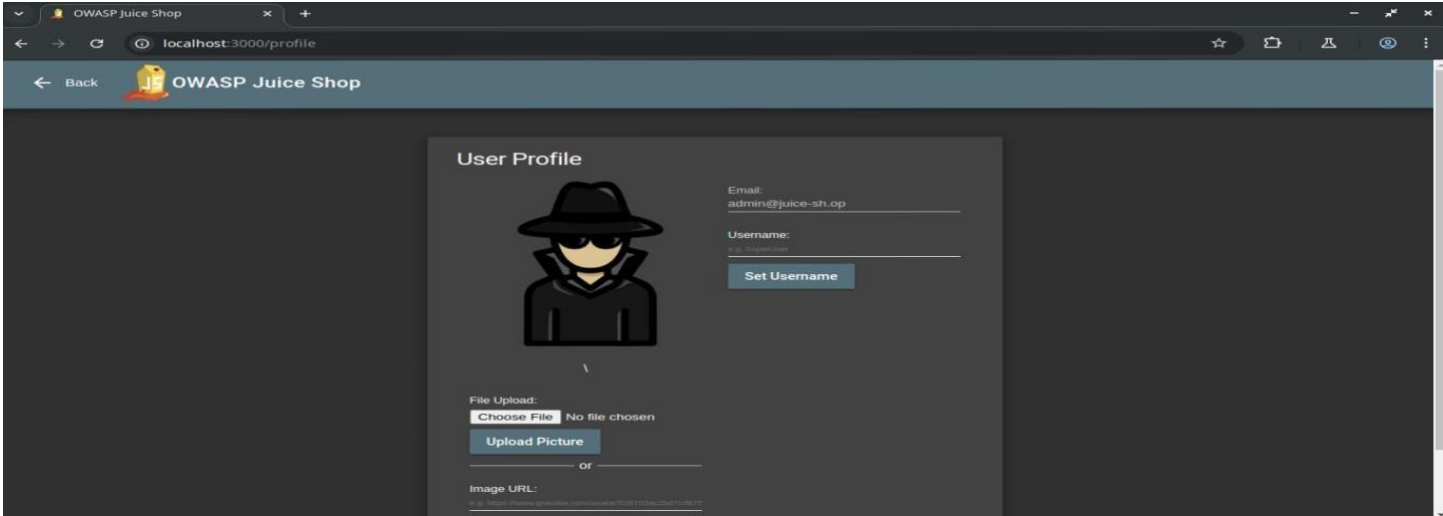 OWASP Juice Shop
localhost:3000/profile
Back
JS
OWASP Juice Shop
User Profile
Email:
admin@juice-sh.op
Username:
e.g. SuperUser
Set Username
\
File Upload:
Choose File No file chosen
Upload Picture
or
Image URL: